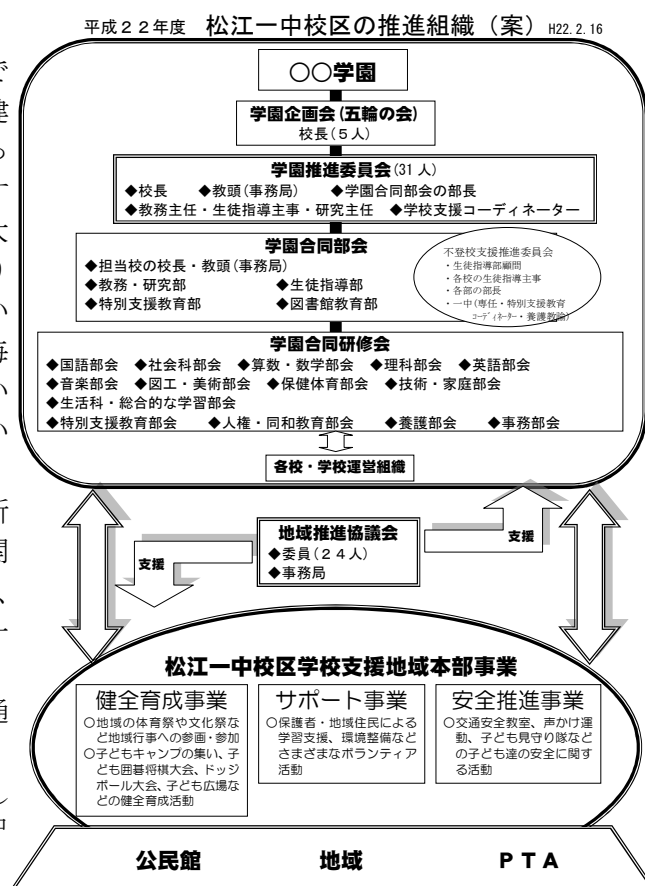 平成２２年度 松江一中校区の推進組織（案） H22.2.16
〇〇学園
学園企画会(五輪の会)
校長(５人)
学園推進委員会(31人)
◆校長 ◆教頭(事務局) ◆学園合同部会の部長
◆教務主任・生徒指導主事・研究主任 ◆学校支援コーディネーター
学園合同部会
◆担当校の校長・教頭(事務局)
◆教務・研究部 ◆生徒指導部
◆特別支援教育部 ◆図書館教育部
不登校支援推進委員会
・生徒指導部顧問
・各校の生徒指導主事
・各部の部長
・一中(専任・特別支援教育
コーディネーター・養護教諭)
学園合同研修会
◆国語部会 ◆社会科部会 ◆算数・数学部会 ◆理科部会 ◆英語部会
◆音楽部会 ◆図工・美術部会 ◆保健体育部会 ◆技術・家庭部会
◆生活科・総合的な学習部会
◆特別支援教育部会 ◆人権・同和教育部会 ◆養護部会 ◆事務部会
各校・学校運営組織
地域推進協議会
◆委員(２４人)
◆事務局
支援
支援
松江一中校区学校支援地域本部事業
健全育成事業
〇地域の体育祭や文化祭な
ど地域行事への参画・参加
〇子どもキャンプの集い、子
ども囲碁将棋大会、ドッジ
ボール大会、子ども広場な
どの健全育成活動
サポート事業
〇保護者・地域住民による
学習支援、環境整備など
さまざまなボランティア
活動
安全推進事業
〇交通安全教室、声かけ運
動、子ども見守り隊など
の子ども達の安全に関す
る活動
公民館 地域 ＰＴＡ